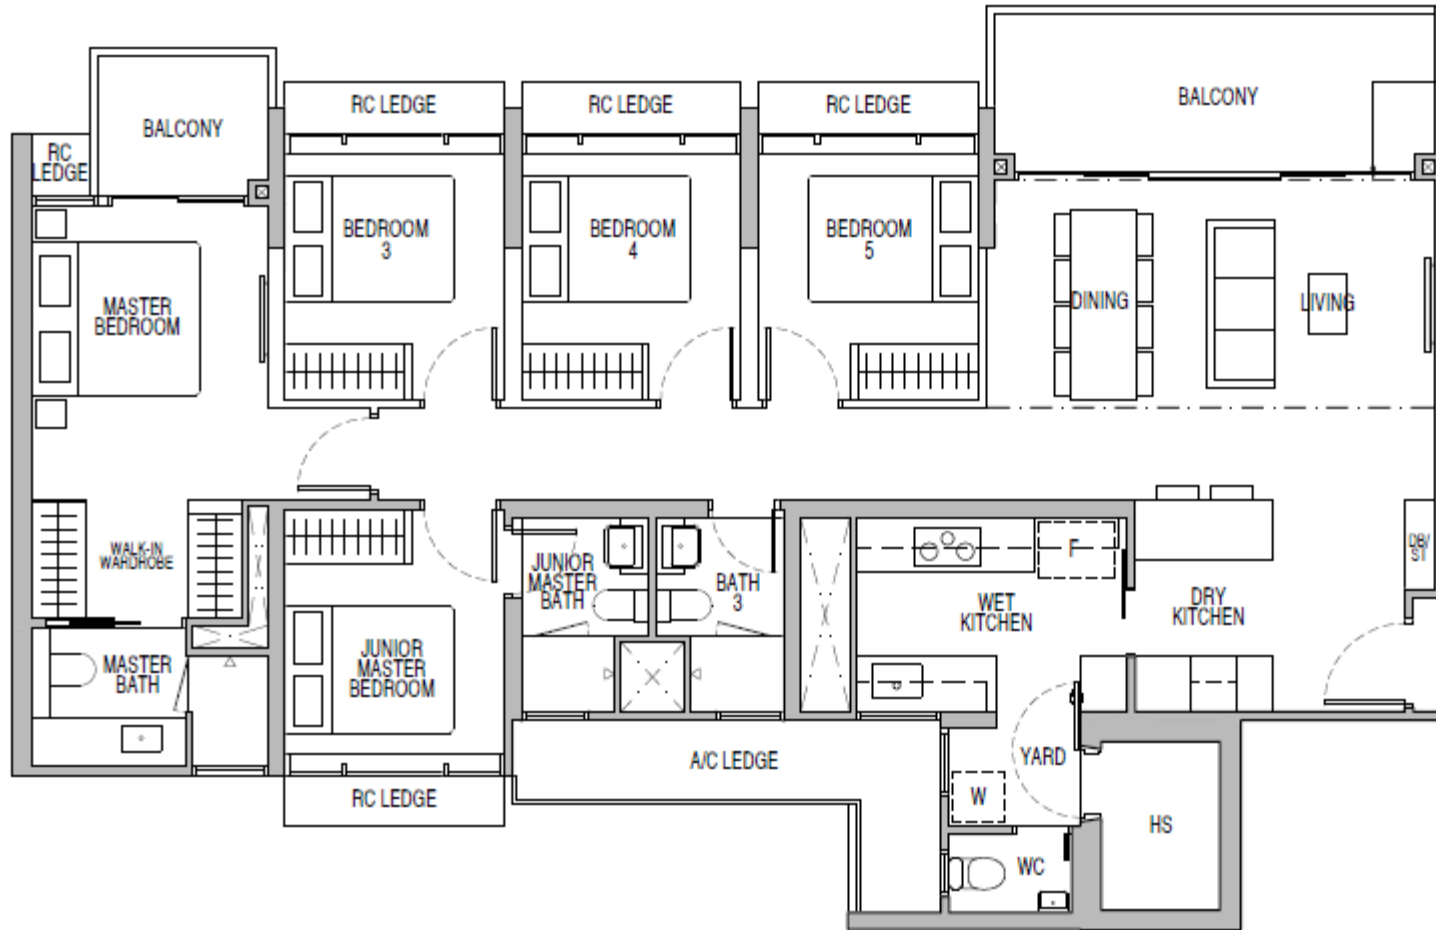 BALCONY
RC LEDGE
RC LEDGE
RC LEDGE
BALCONY
RC
LEDGE
BEDROOM
3
BEDROOM
4
BEDROOM
5
MASTER
BEDROOM
DINING
LIVING
WALK-IN
WARDROBE
JUNIOR
MASTER
BATH
BATH
3
F
WET
KITCHEN
DRY
KITCHEN
DB/
ST
MASTER
BATH
JUNIOR
MASTER
BEDROOM
A/C LEDGE
YARD
RC LEDGE
W
HS
WC